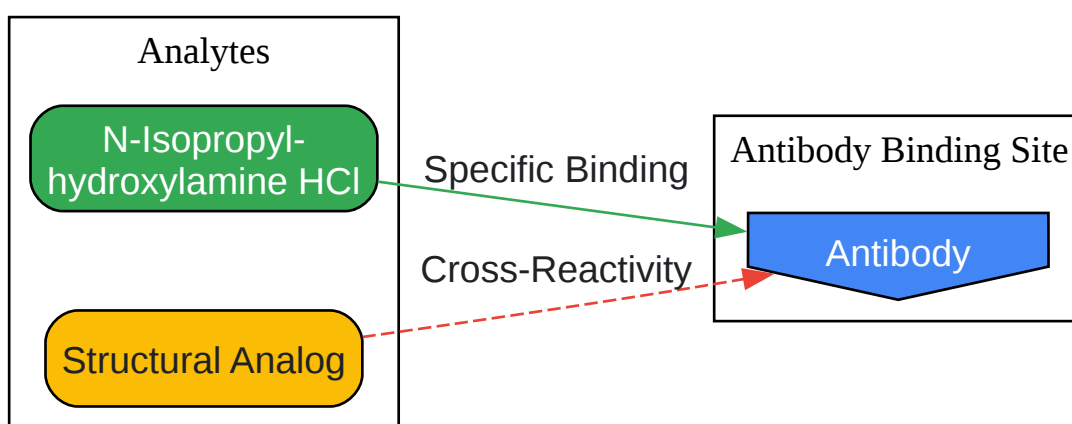 Analytes
N-Isopropyl-
hydroxylamine HCl
Specific Binding
Antibody Binding Site
Antibody
Cross-Reactivity
Structural Analog